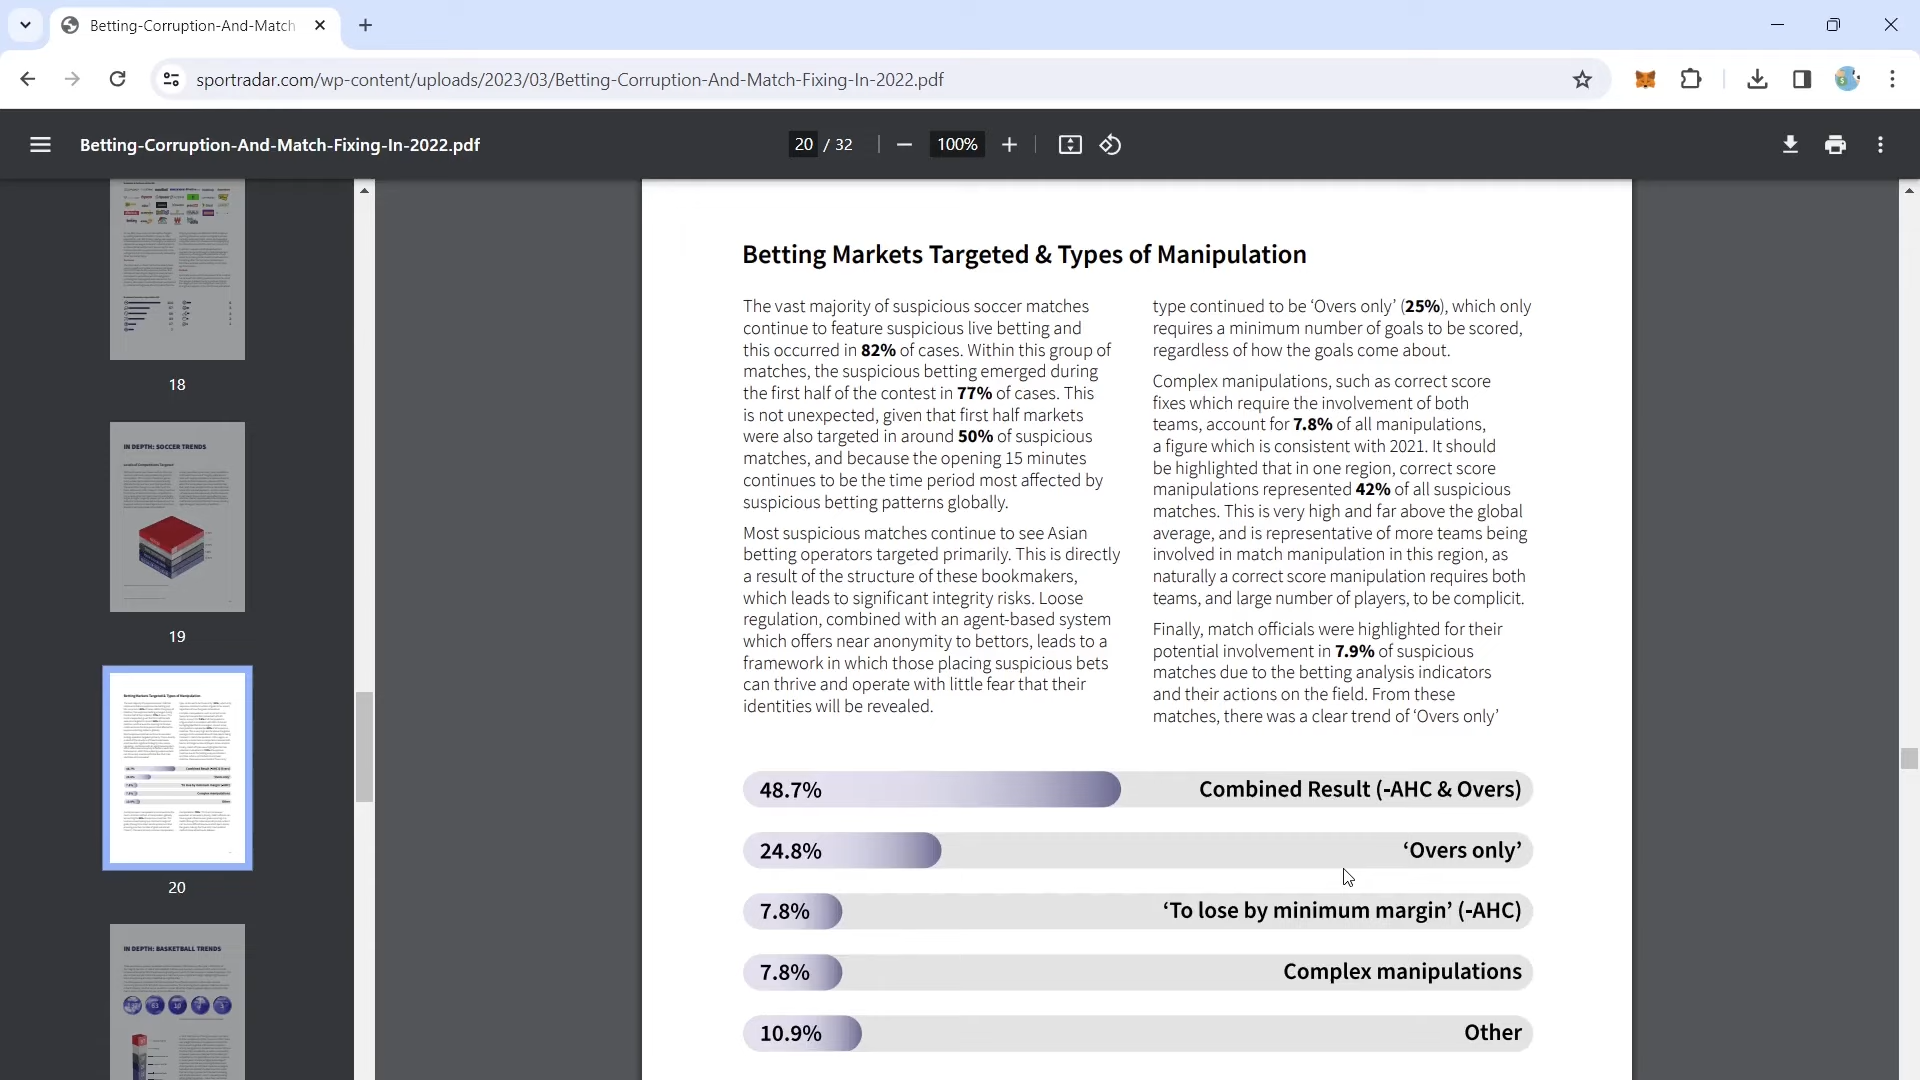 Betting-Corruption-And-Match
sportradar.com/wp-content/uploads/2023/03/Betting-Corruption-And-Match-Fixing-In-2022.pdf
Betting-Corruption-And-Match-Fixing-In-2022.pdf
20 / 32
100%
18
IN DEPTH: SOCCER TRENDS
19
Betting Markets Targeted & Types of Manipulation
20
IN DEPTH: BASKETBALL TRENDS
Betting Markets Targeted & Types of Manipulation
The vast majority of suspicious soccer matches
continue to feature suspicious live betting and
this occurred in 82% of cases. Within this group of
matches, the suspicious betting emerged during
the first half of the contest in 77% of cases. This
is not unexpected, given that first half markets
were also targeted in around 50% of suspicious
matches, and because the opening 15 minutes
continues to be the time period most affected by
suspicious betting patterns globally.
Most suspicious matches continue to see Asian
betting operators targeted primarily. This is directly
a result of the structure of these bookmakers,
which leads to significant integrity risks. Loose
regulation, combined with an agent-based system
which offers near anonymity to bettors, leads to a
framework in which those placing suspicious bets
can thrive and operate with little fear that their
identities will be revealed.
type continued to be ‘Overs only’ (25%), which only
requires a minimum number of goals to be scored,
regardless of how the goals come about.
Complex manipulations, such as correct score
fixes which require the involvement of both
teams, account for 7.8% of all manipulations,
a figure which is consistent with 2021. It should
be highlighted that in one region, correct score
manipulations represented 42% of all suspicious
matches. This is very high and far above the global
average, and is representative of more teams being
involved in match manipulation in this region, as
naturally a correct score manipulation requires both
teams, and large number of players, to be complicit.
Finally, match officials were highlighted for their
potential involvement in 7.9% of suspicious
matches due to the betting analysis indicators
and their actions on the field. From these
matches, there was a clear trend of ‘Overs only’
48.7% Combined Result (-AHC & Overs)
24.8% ‘Overs only’
7.8% ‘To lose by minimum margin’ (-AHC)
7.8% Complex manipulations
10.9% Other